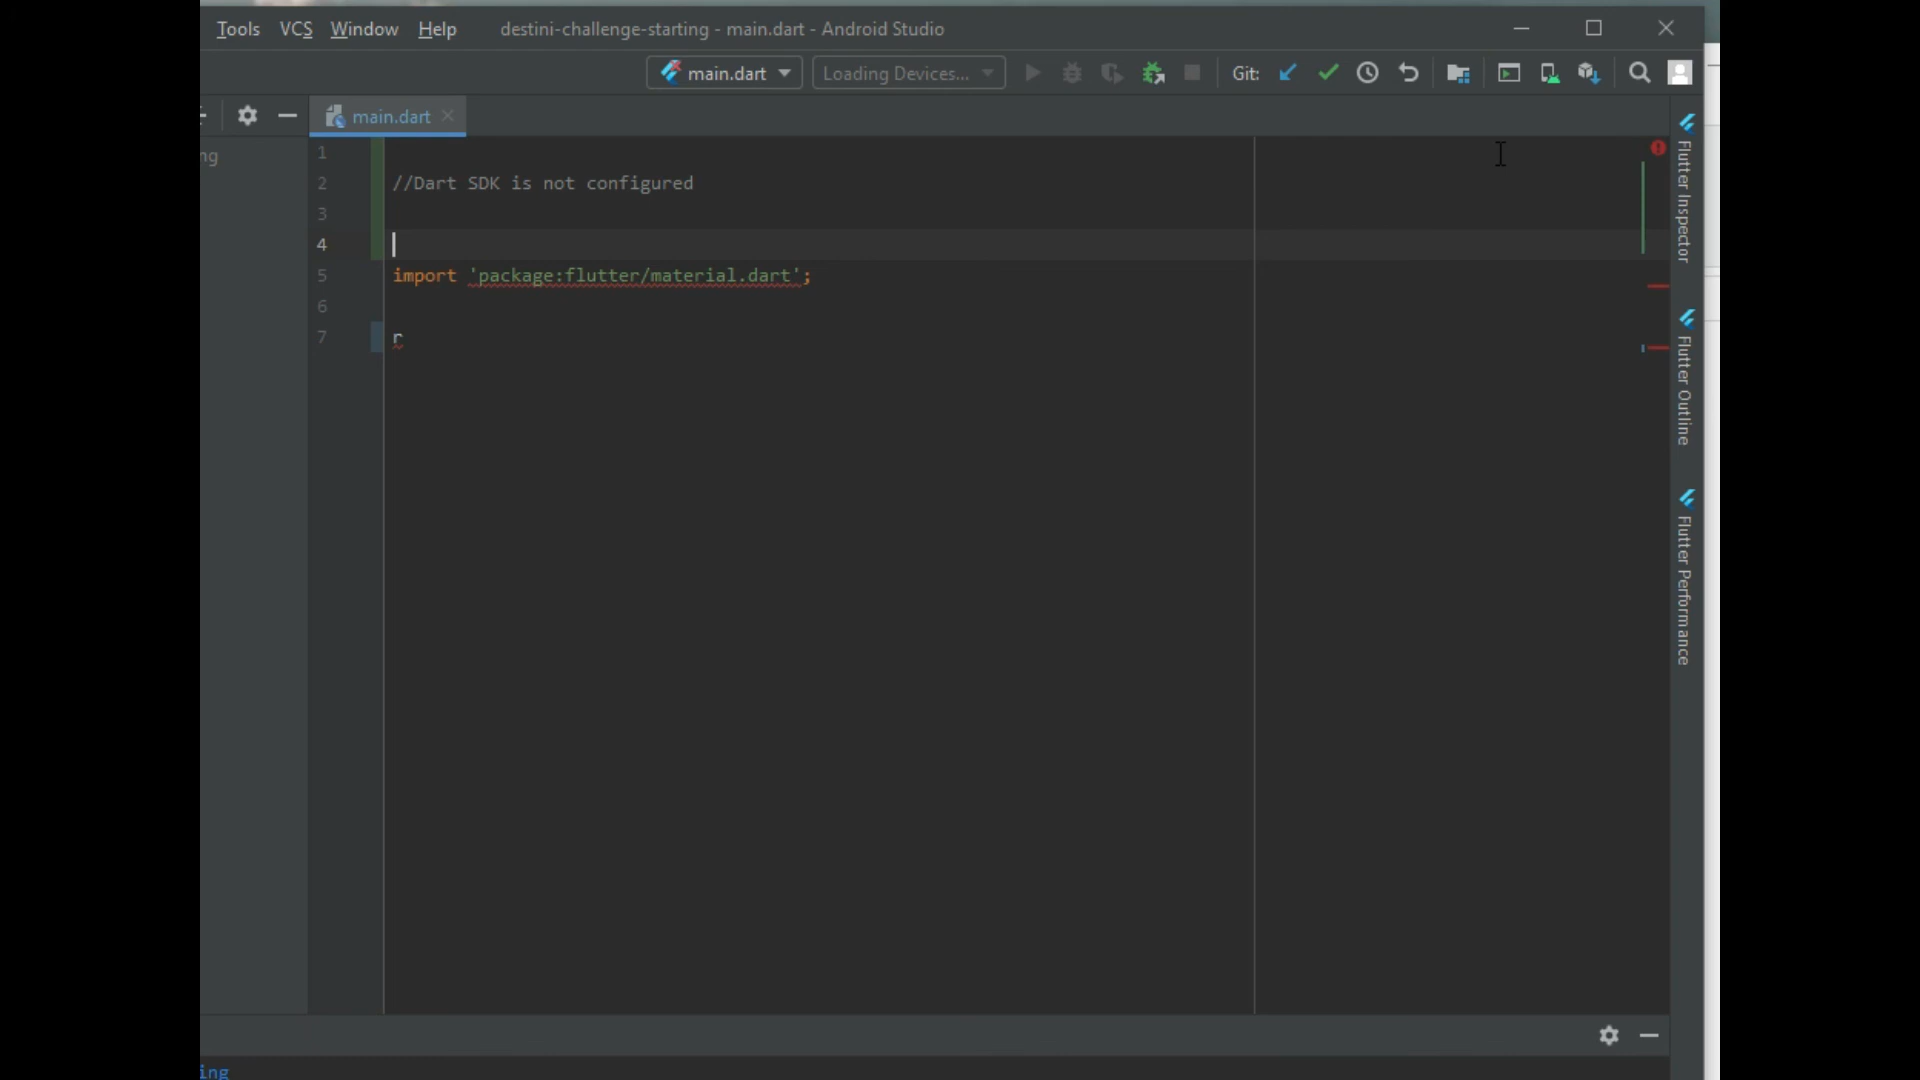 Tools VCS Window Help destini-challenge-starting - main.dart - Android Studio
main.dart Loading Devices... Git:
main.dart
ng
1
2 //Dart SDK is not configured
3
4
5 import 'package:flutter/material.dart';
6
7 r
Flutter Inspector
Flutter Outline
Flutter Performance
ing